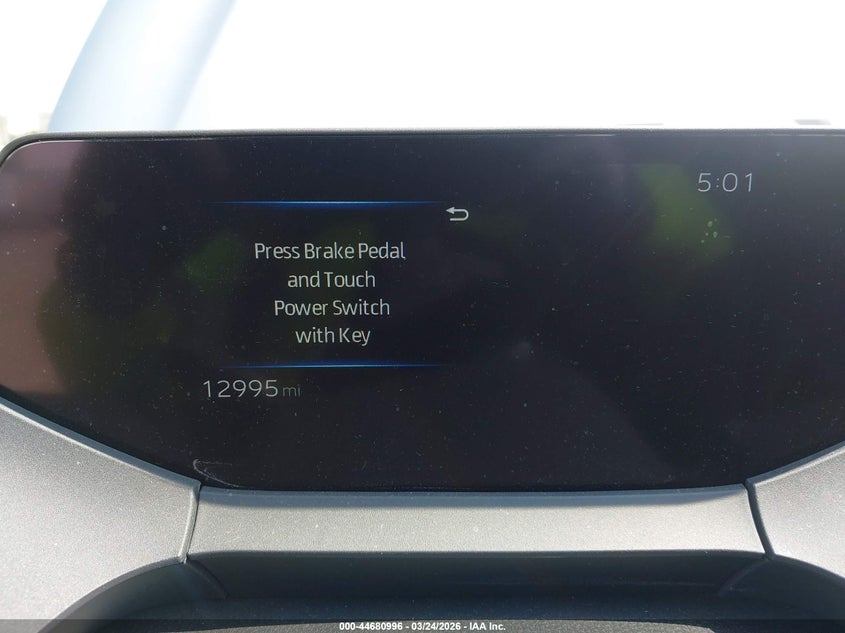 5:01
Press Brake Pedal
and Touch
Power Switch
with Key
12995 mi
000-44680996 - 03/24/2026 - IAA Inc.